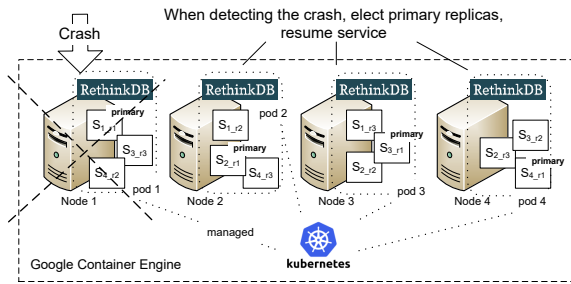 When detecting the crash, elect primary replicas,
resume service
Crash
RethinkDB
primary
S1_r1
S3_r3
S4_r2
pod 1
Node 1
RethinkDB
pod 2
S1_r2
primary
S2_r1
S4_r3
Node 2
RethinkDB
S1_r3
primary
S3_r1
S2_r2
pod 3
Node 3
RethinkDB
S3_r2
S2_r3
primary
S4_r1
pod 4
Node 4
managed
kubernetes
Google Container Engine